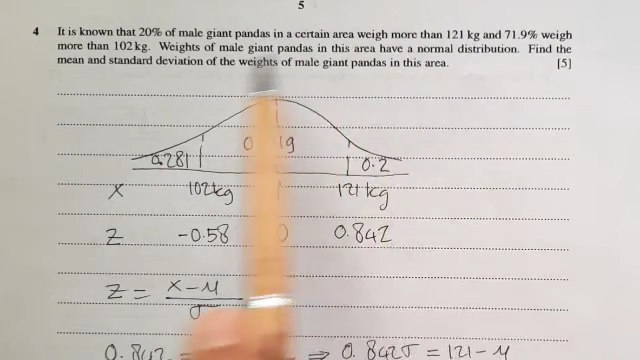 5
4 It is known that 20% of male giant pandas in a certain area weigh more than 121 kg and 71.9% weigh
more than 102 kg. Weights of male giant pandas in this area have a normal distribution. Find the
mean and standard deviation of the weights of male giant pandas in this area. [5]
0.281 0.2
X 102kg 121kg
Z -0.58 0.842
Z = X-μ
σ
0.842 = ⇒ 0.842σ = 121-μ